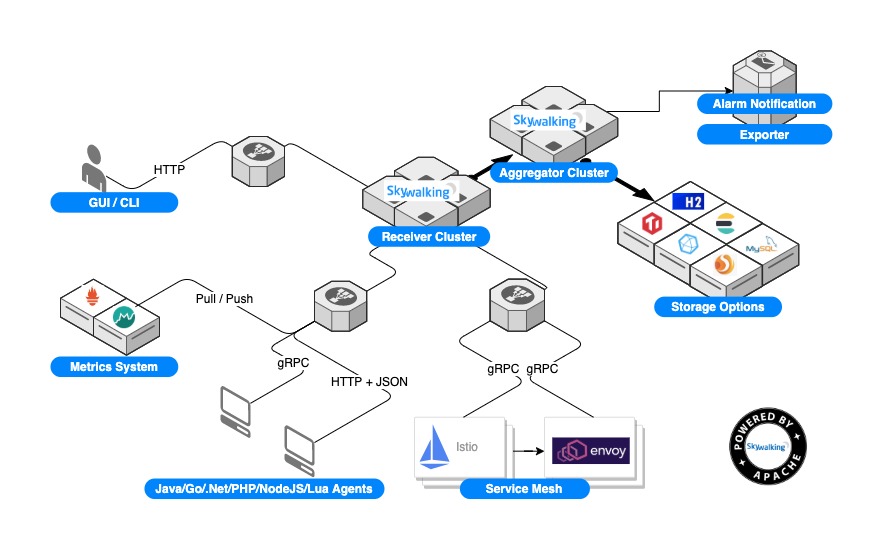 Alarm Notification
Exporter
Skywalking
Aggregator Cluster
HTTP
GUI / CLI
Skywalking
Receiver Cluster
H2
MySQL
Storage Options
Pull / Push
Metrics System
gRPC
HTTP + JSON
gRPC gRPC
Istio
envoy
Java/Go/.Net/PHP/NodeJS/Lua Agents
Service Mesh
POWERED BY
Skywalking
APACHE